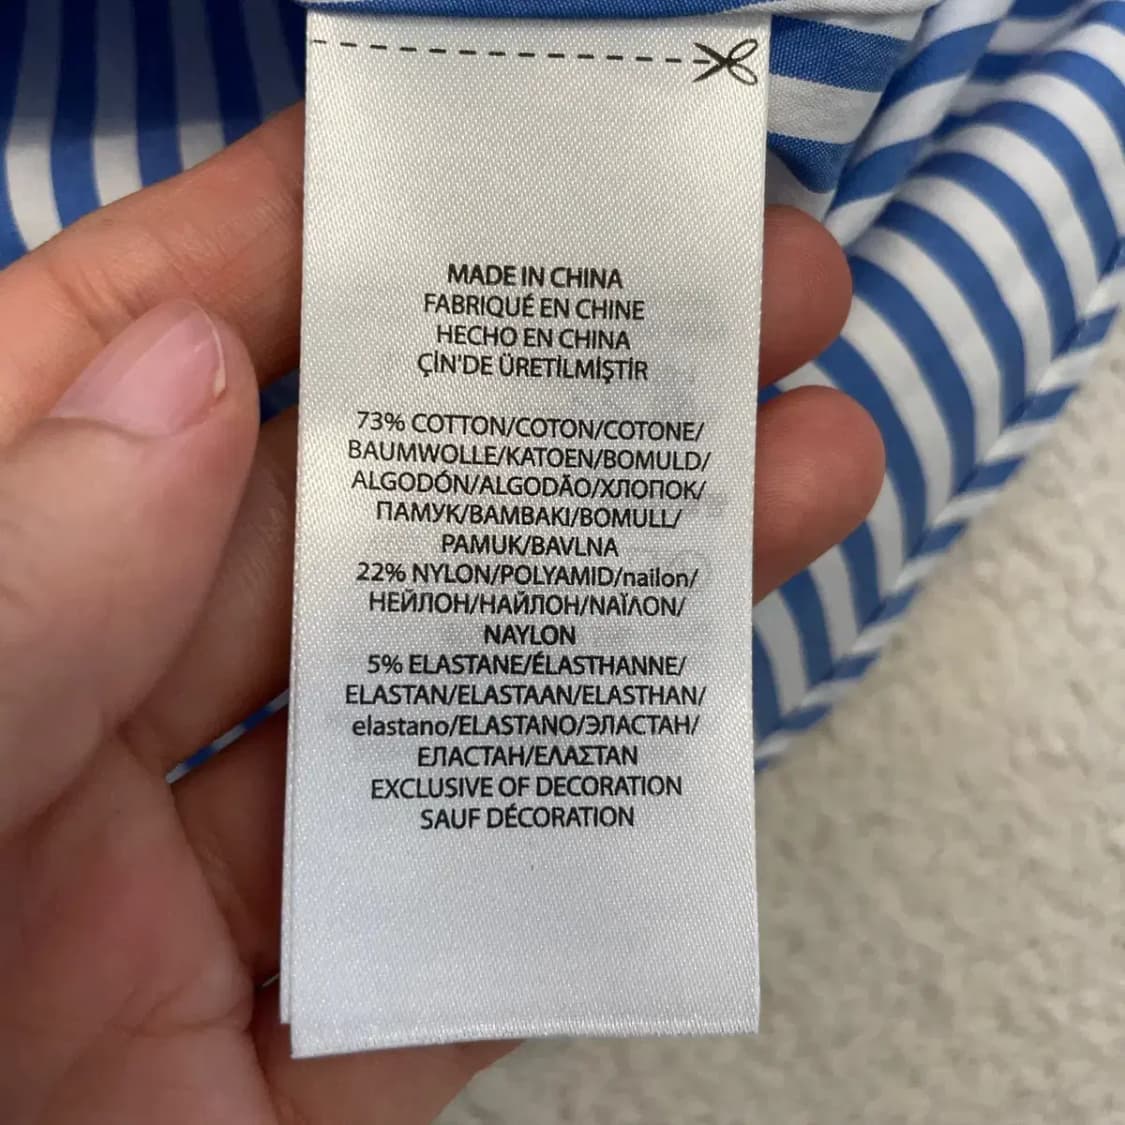 MADE IN CHINA
FABRIQUÉ EN CHINE
HECHO EN CHINA
ÇİN'DE ÜRETİLMİŞTİR
73% COTTON/COTON/COTONE/
BAUMWOLLE/KATOEN/BOMULD/
ALGODÓN/ALGODÃO/ХЛОПОК/
ПАМУК/ΒΑΜΒΑΚΙ/BOMULL/
PAMUK/BAVLNA
22% NYLON/POLYAMID/nailon/
НЕЙЛОН/НАЙЛОН/ΝΑΪΛΟΝ/
NAYLON
5% ELASTANE/ÉLASTHANNE/
ELASTAN/ELASTAAN/ELASTHAN/
elastano/ELASTANO/ЭЛАСТАН/
ЕЛАСТАН/ΕΛΑΣΤΑΝ
EXCLUSIVE OF DECORATION
SAUF DÉCORATION